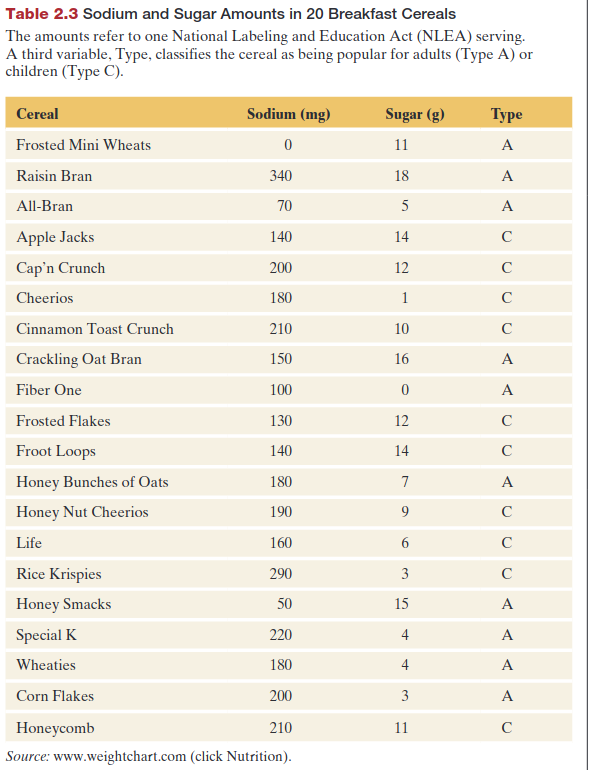 Table 2.3 Sodium and Sugar Amounts in 20 Breakfast Cereals
The amounts refer to one National Labeling and Education Act (NLEA) serving.
A third variable, Type, classifies the cereal as being popular for adults (Type A) or
children (Type C).
Cereal Sodium (mg) Sugar (g) Type
Frosted Mini Wheats 0 11 A
Raisin Bran 340 18 A
All-Bran 70 5 A
Apple Jacks 140 14 C
Cap’n Crunch 200 12 C
Cheerios 180 1 C
Cinnamon Toast Crunch 210 10 C
Crackling Oat Bran 150 16 A
Fiber One 100 0 A
Frosted Flakes 130 12 C
Froot Loops 140 14 C
Honey Bunches of Oats 180 7 A
Honey Nut Cheerios 190 9 C
Life 160 6 C
Rice Krispies 290 3 C
Honey Smacks 50 15 A
Special K 220 4 A
Wheaties 180 4 A
Corn Flakes 200 3 A
Honeycomb 210 11 C
Source: www.weightchart.com (click Nutrition).